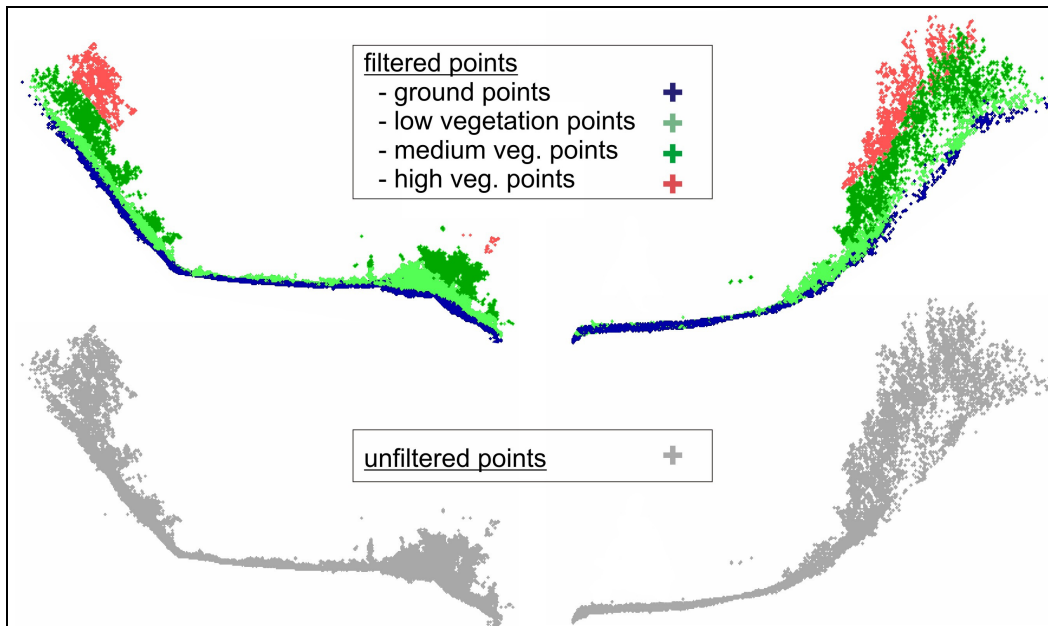 filtered points
- ground points
- low vegetation points
- medium veg. points
- high veg. points
unfiltered points